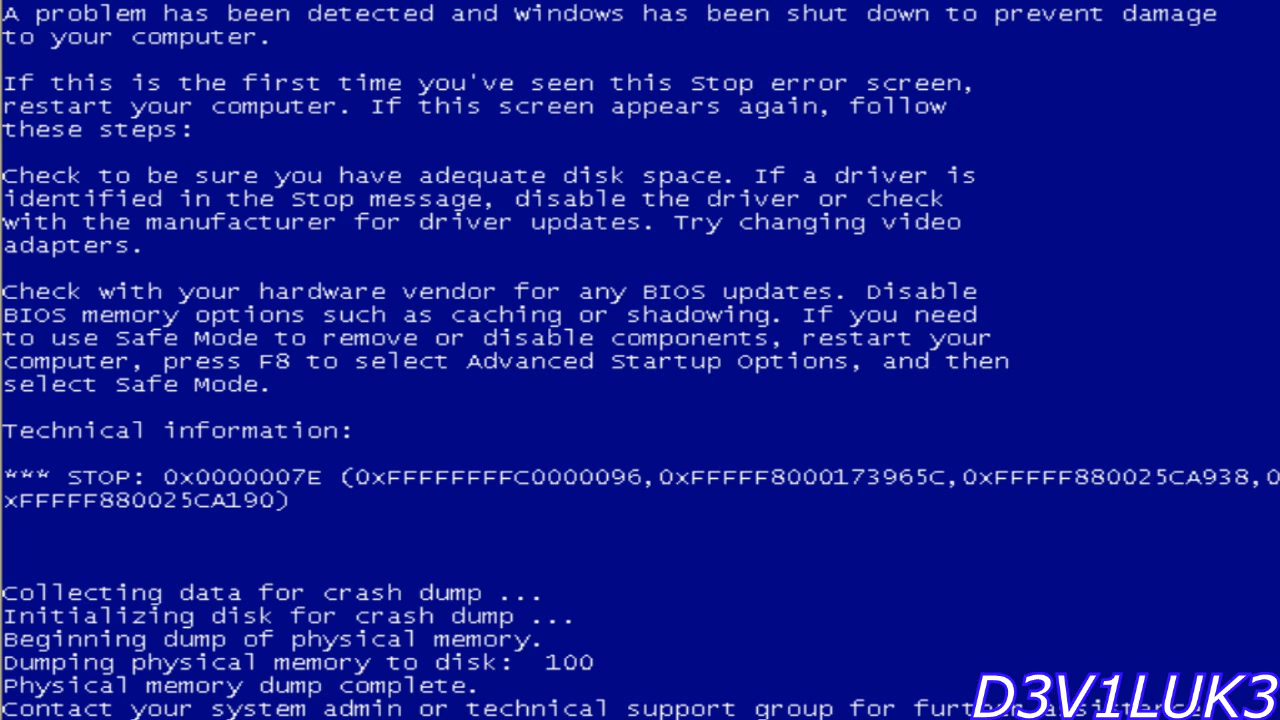 A problem has been detected and Windows has been shut down to prevent damage
to your computer.
If this is the first time you've seen this Stop error screen,
restart your computer. If this screen appears again, follow
these steps:
Check to be sure you have adequate disk space. If a driver is
identified in the Stop message, disable the driver or check
with the manufacturer for driver updates. Try changing video
adapters.
Check with your hardware vendor for any BIOS updates. Disable
BIOS memory options such as caching or shadowing. If you need
to use Safe Mode to remove or disable components, restart your
computer, press F8 to select Advanced Startup Options, and then
select Safe Mode.
Technical information:
*** STOP: 0x0000007E (0xFFFFFFFFC0000096,0xFFFFF8000173965C,0xFFFFF880025CA938,0
xFFFFF880025CA190)
Collecting data for crash dump ...
Initializing disk for crash dump ...
Beginning dump of physical memory.
Dumping physical memory to disk:  100
Physical memory dump complete.
Contact your system admin or technical support group for further assistance.
D3V1LUK3